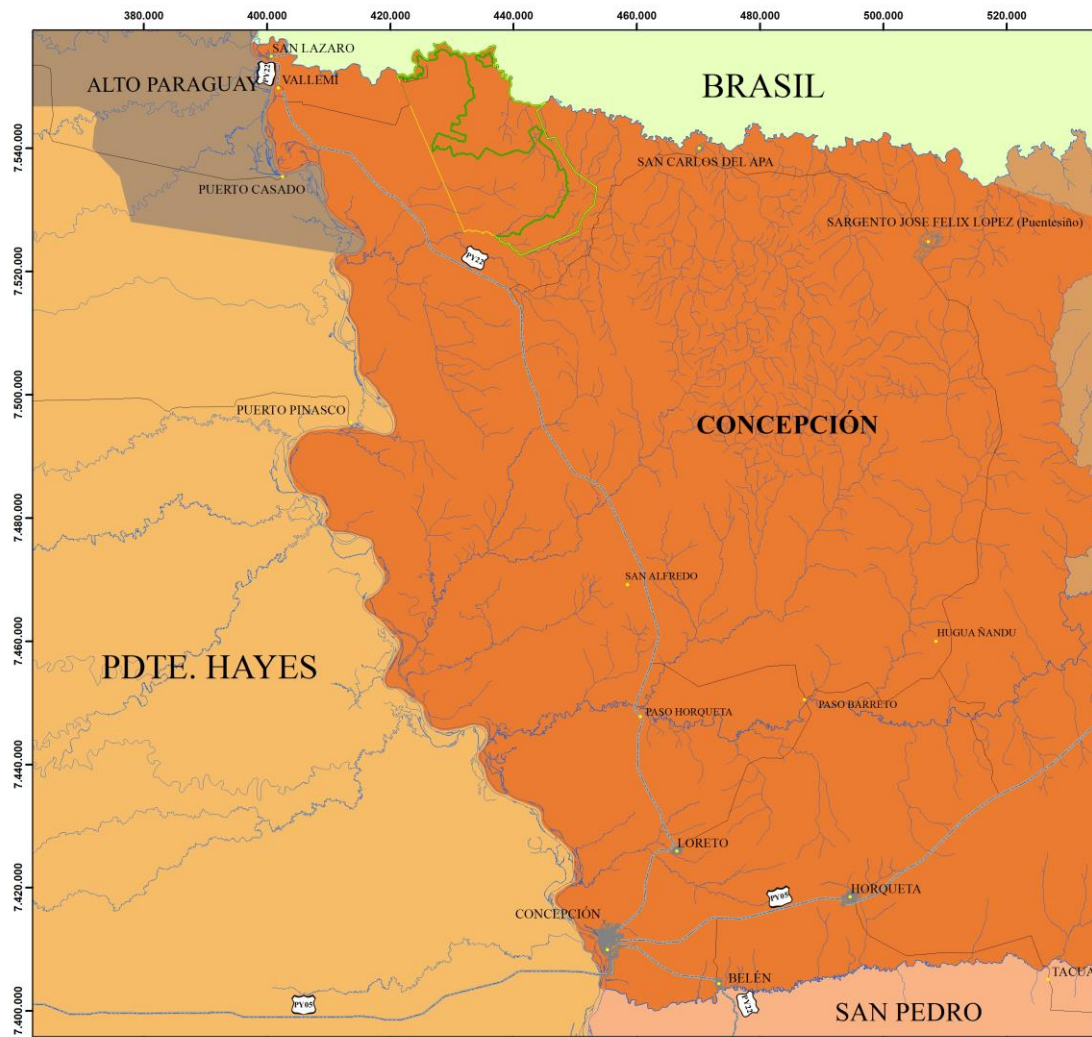 380.000 400.000 420.000 440.000 460.000 480.000 500.000 520.000
SAN LAZARO
PY22
ALTO PARAGUAY
VALLEMÍ
BRASIL
7.540.000
SAN CARLOS DEL APA
PUERTO CASADO
SARGENTO JOSE FELIX LOPEZ (Puentesiño)
PY22
7.520.000
7.500.000
PUERTO PINASCO
CONCEPCIÓN
7.480.000
SAN ALFREDO
HUGUA ÑANDU
7.460.000
PDTE. HAYES
PASO BARRETO
PASO HORQUETA
7.440.000
LORETO
7.420.000
HORQUETA
PY05
CONCEPCIÓN
BELÉN
TACUA
PY05
PY22
SAN PEDRO
7.400.000